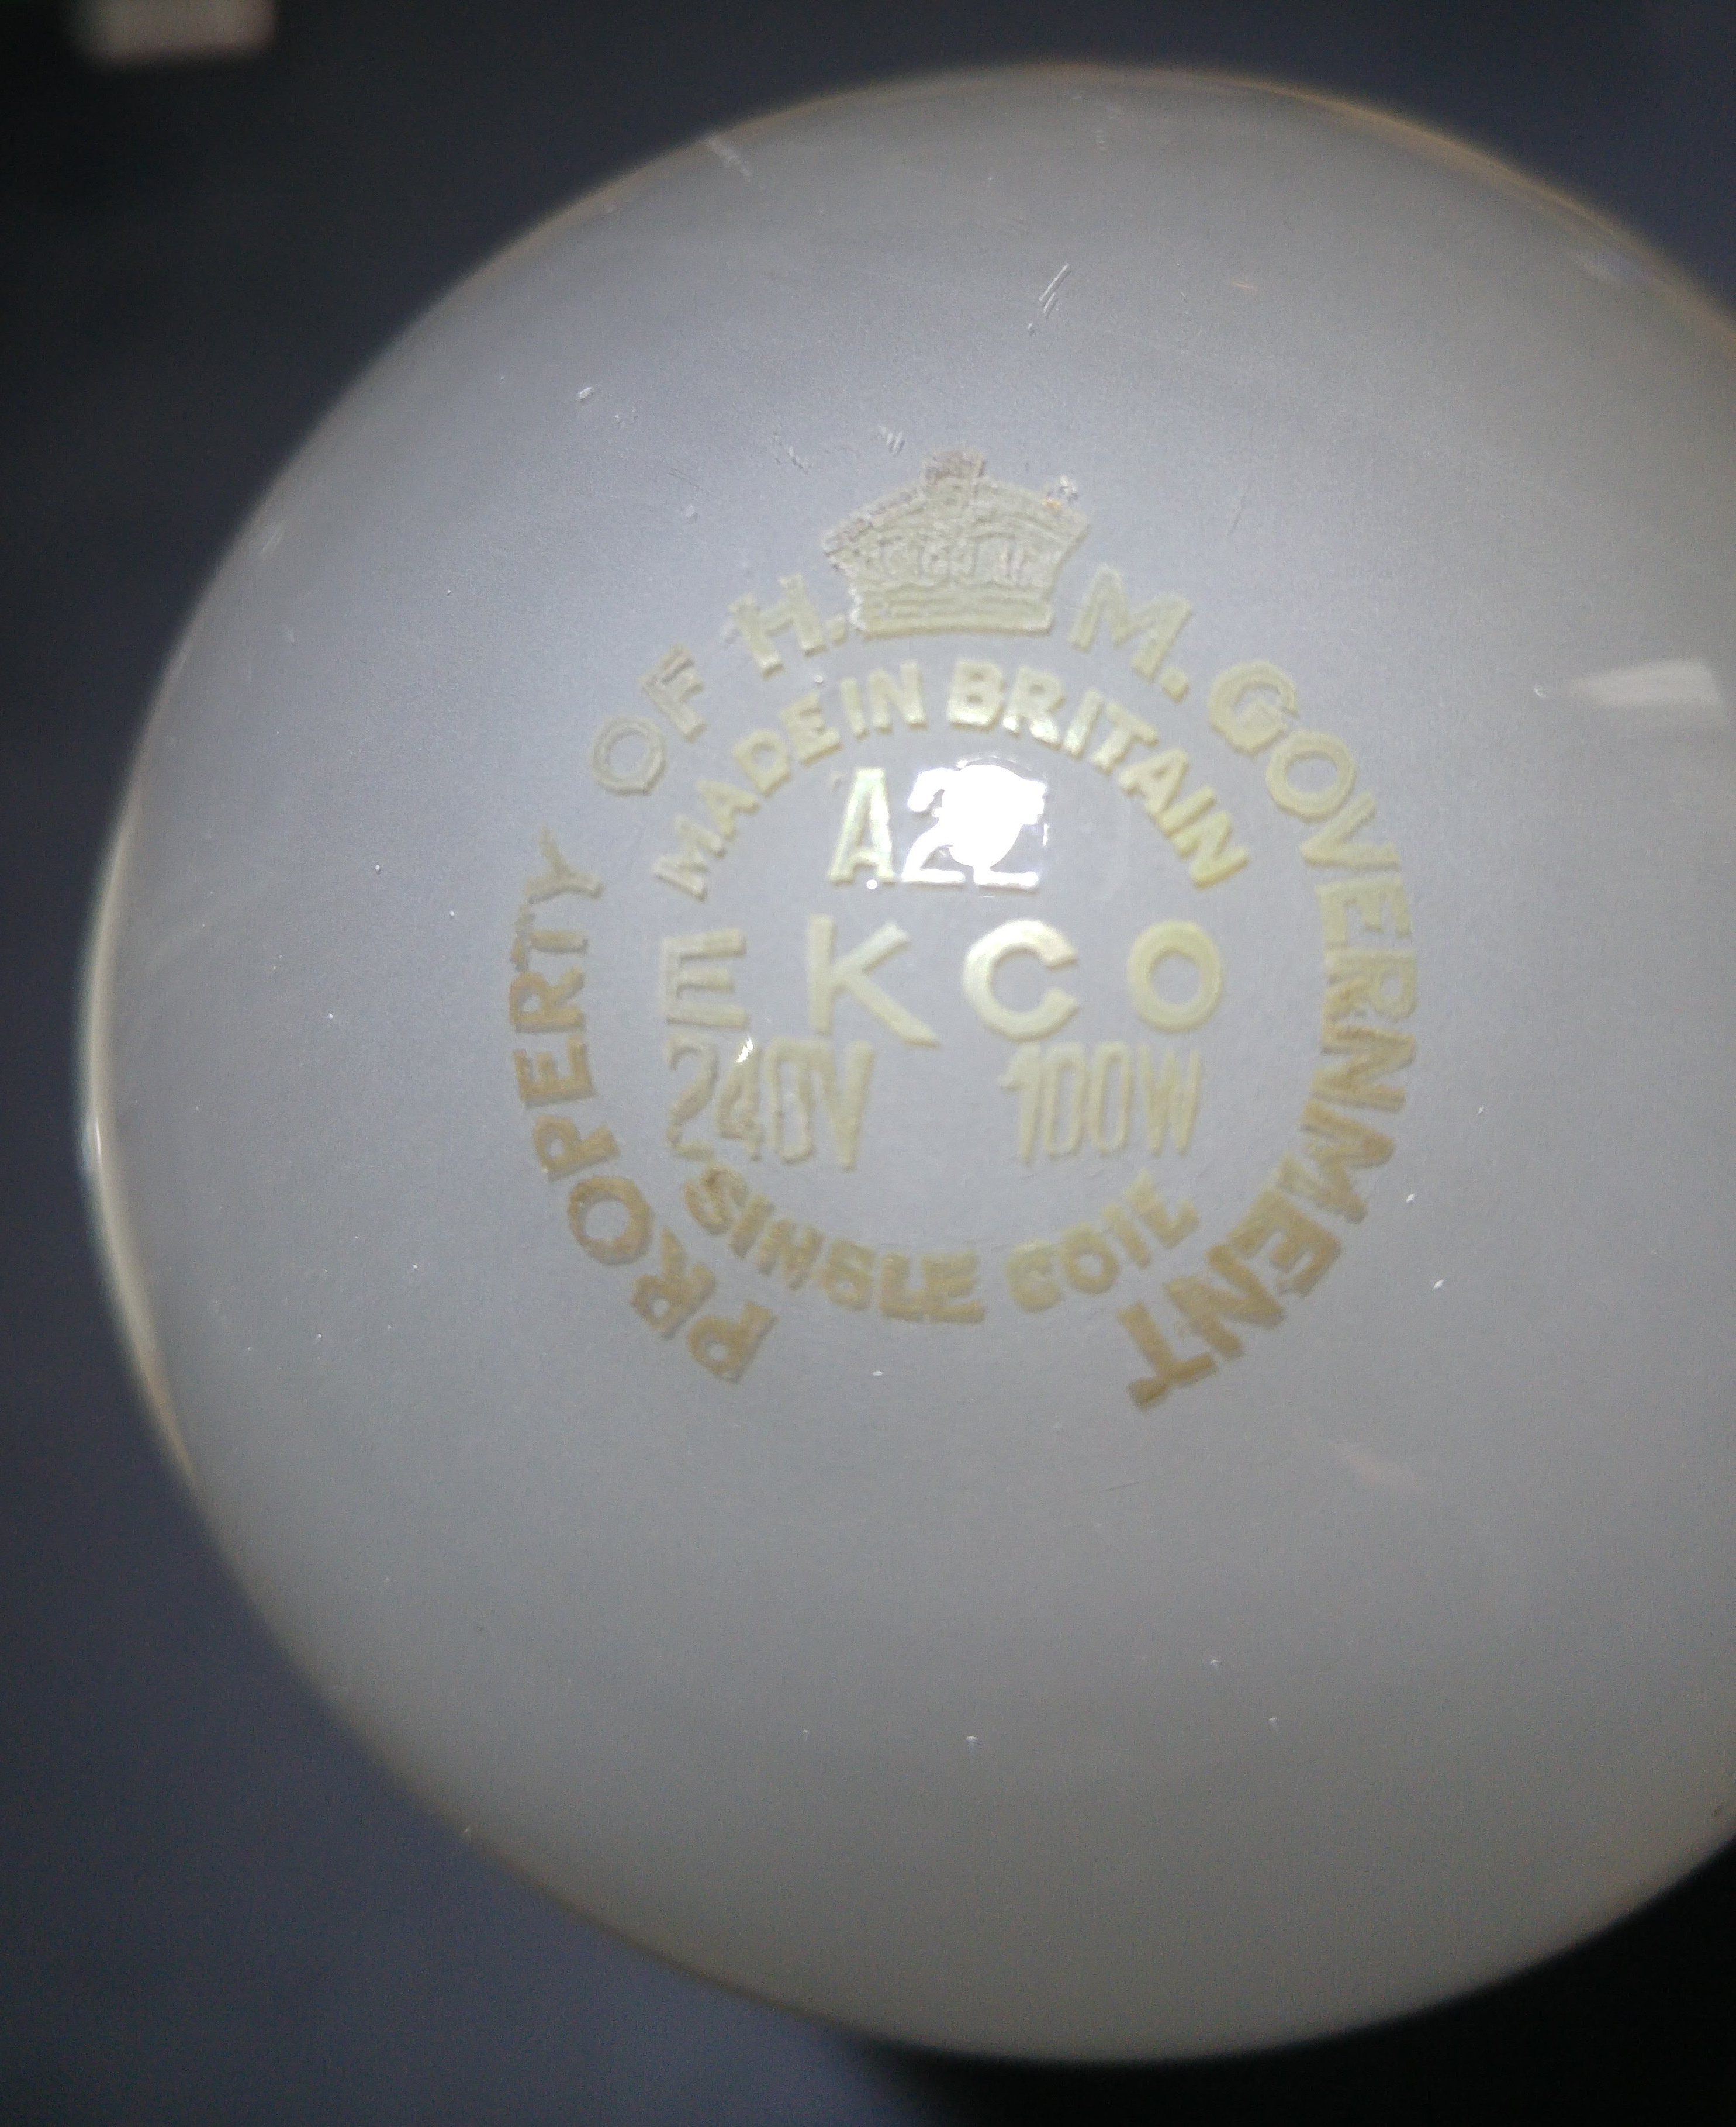 PROPERTY OF H. M. GOVERNMENT
MADE IN BRITAIN
EKCO
240V 100W
SINGLE COIL